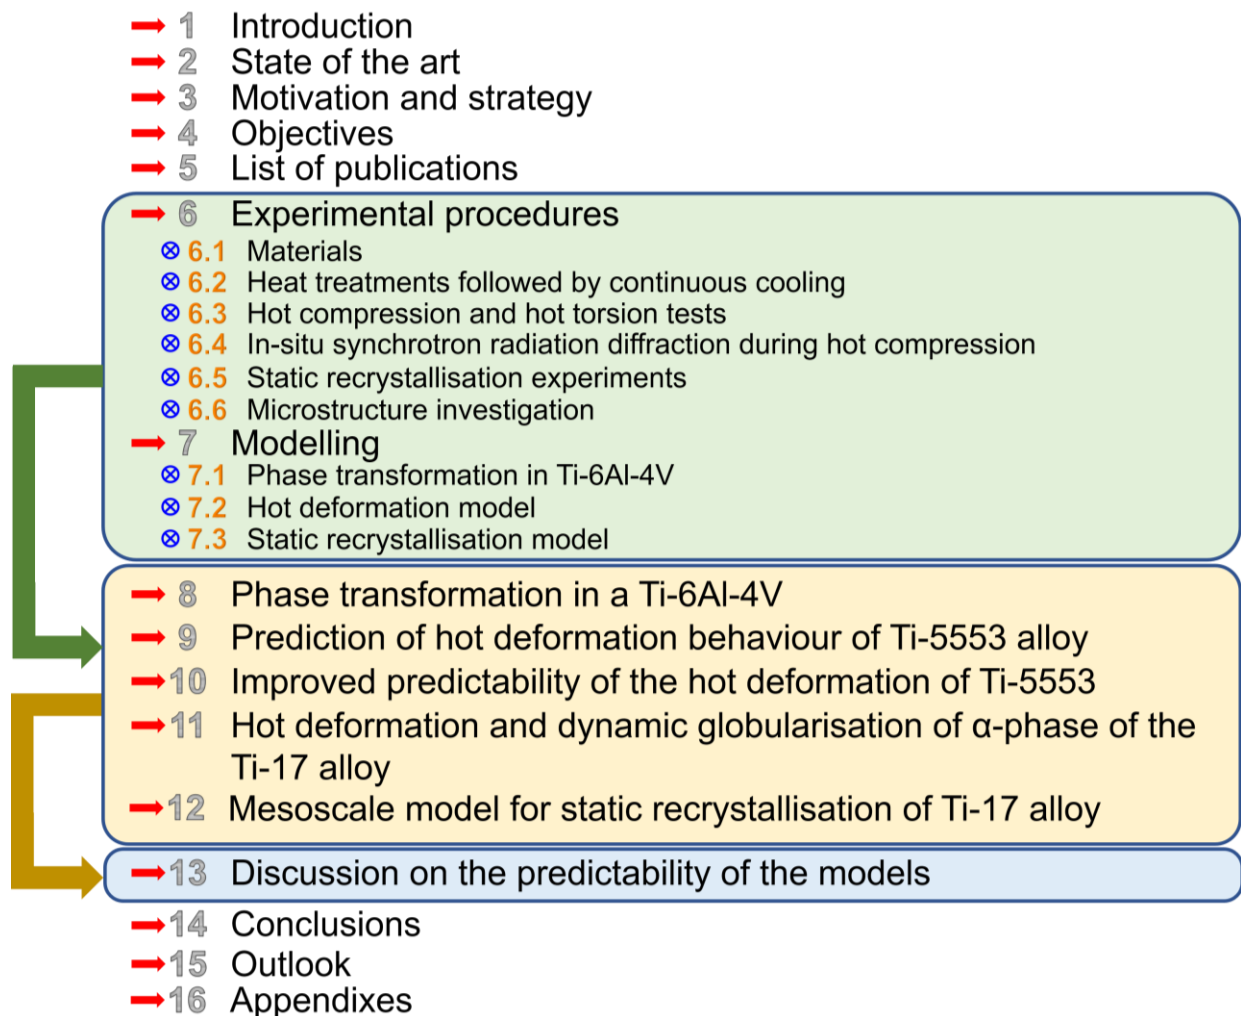 1 Introduction
2 State of the art
3 Motivation and strategy
4 Objectives
5 List of publications
6 Experimental procedures
6.1 Materials
6.2 Heat treatments followed by continuous cooling
6.3 Hot compression and hot torsion tests
6.4 In-situ synchrotron radiation diffraction during hot compression
6.5 Static recrystallisation experiments
6.6 Microstructure investigation
7 Modelling
7.1 Phase transformation in Ti-6Al-4V
7.2 Hot deformation model
7.3 Static recrystallisation model
8 Phase transformation in a Ti-6Al-4V
9 Prediction of hot deformation behaviour of Ti-5553 alloy
10 Improved predictability of the hot deformation of Ti-5553
11 Hot deformation and dynamic globularisation of α-phase of the
Ti-17 alloy
12 Mesoscale model for static recrystallisation of Ti-17 alloy
13 Discussion on the predictability of the models
14 Conclusions
15 Outlook
16 Appendixes